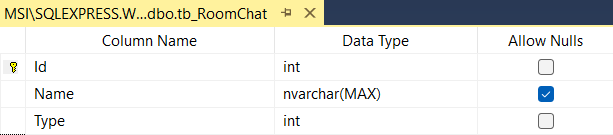 MSI\SQLEXPRESS.W...dbo.tb_RoomChat
Column Name Data Type Allow Nulls
Id int
Name nvarchar(MAX)
Type int